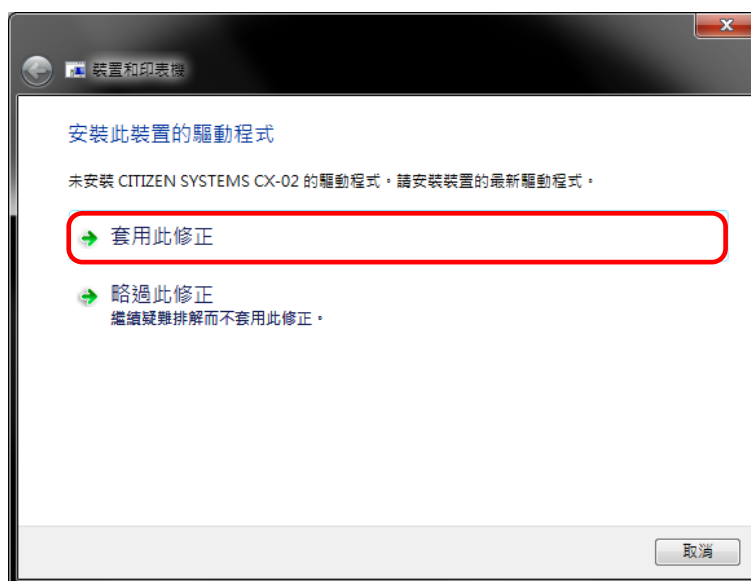 裝置和印表機
安裝此裝置的驅動程式
未安裝 CITIZEN SYSTEMS CX-02 的驅動程式。請安裝裝置的最新驅動程式。
套用此修正
略過此修正
繼續疑難排解而不套用此修正。
取消